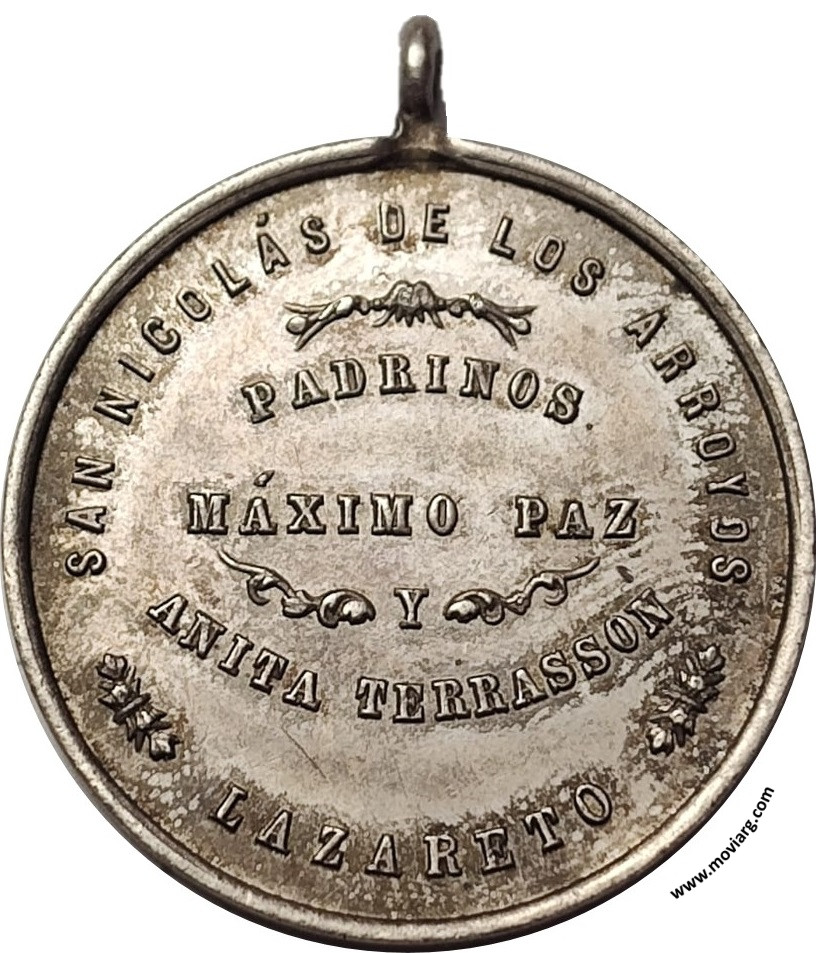 SAN NICOLÁS DE LOS ARROYOS
PADRINOS
MÁXIMO PAZ
Y
ANITA TERRASSON
LAZARETO
www.moviarg.com